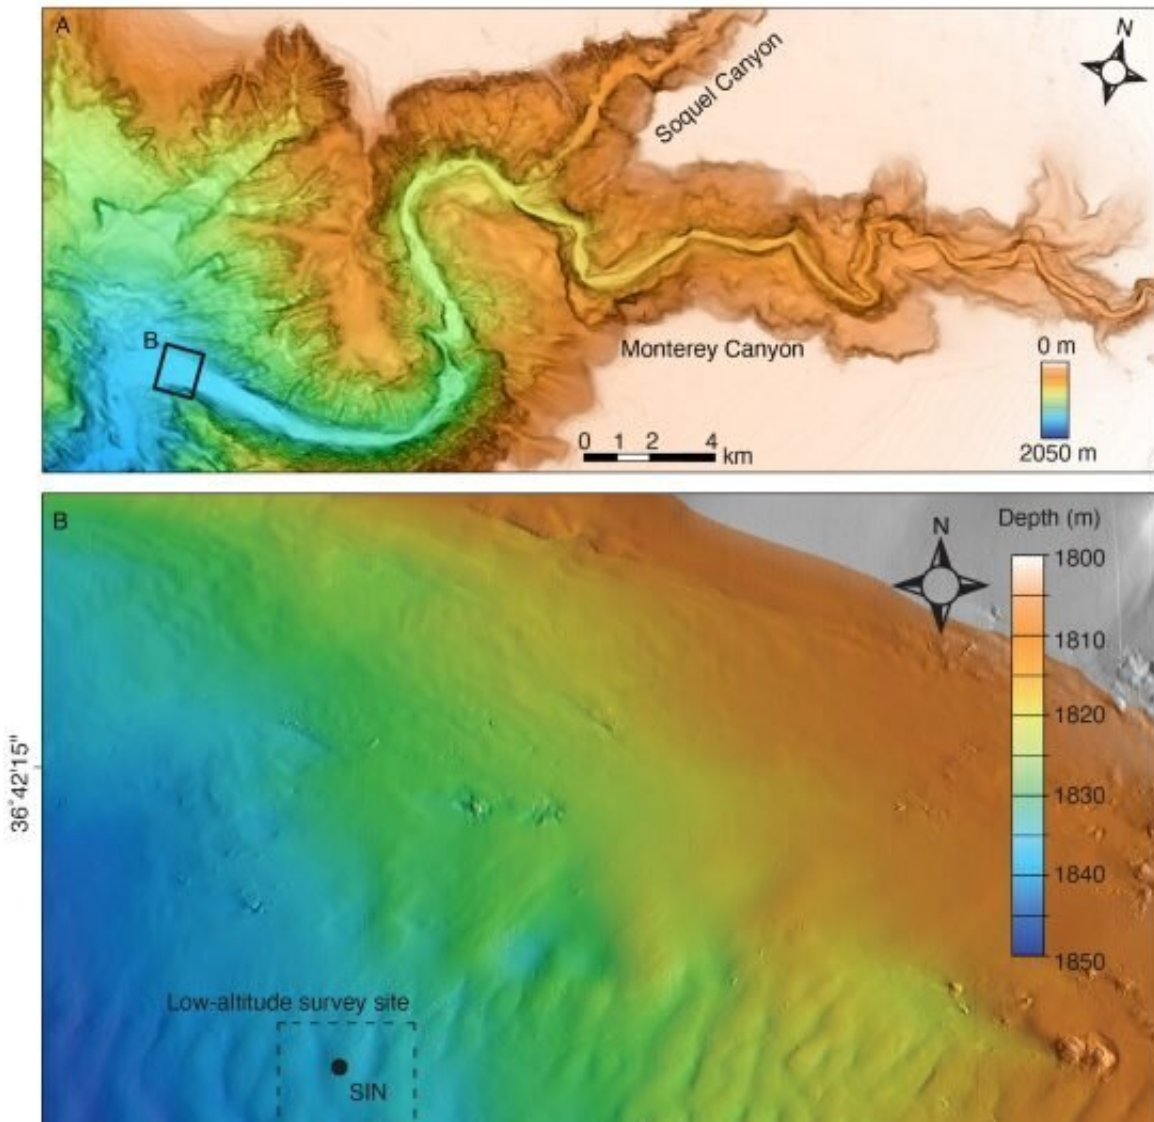 A
N
Soquel Canyon
Monterey Canyon
B
0 m
2050 m
0 1 2 4
km
B
N
Depth (m)
1800
1810
1820
1830
1840
1850
36°42'15"
Low-altitude survey site
SIN